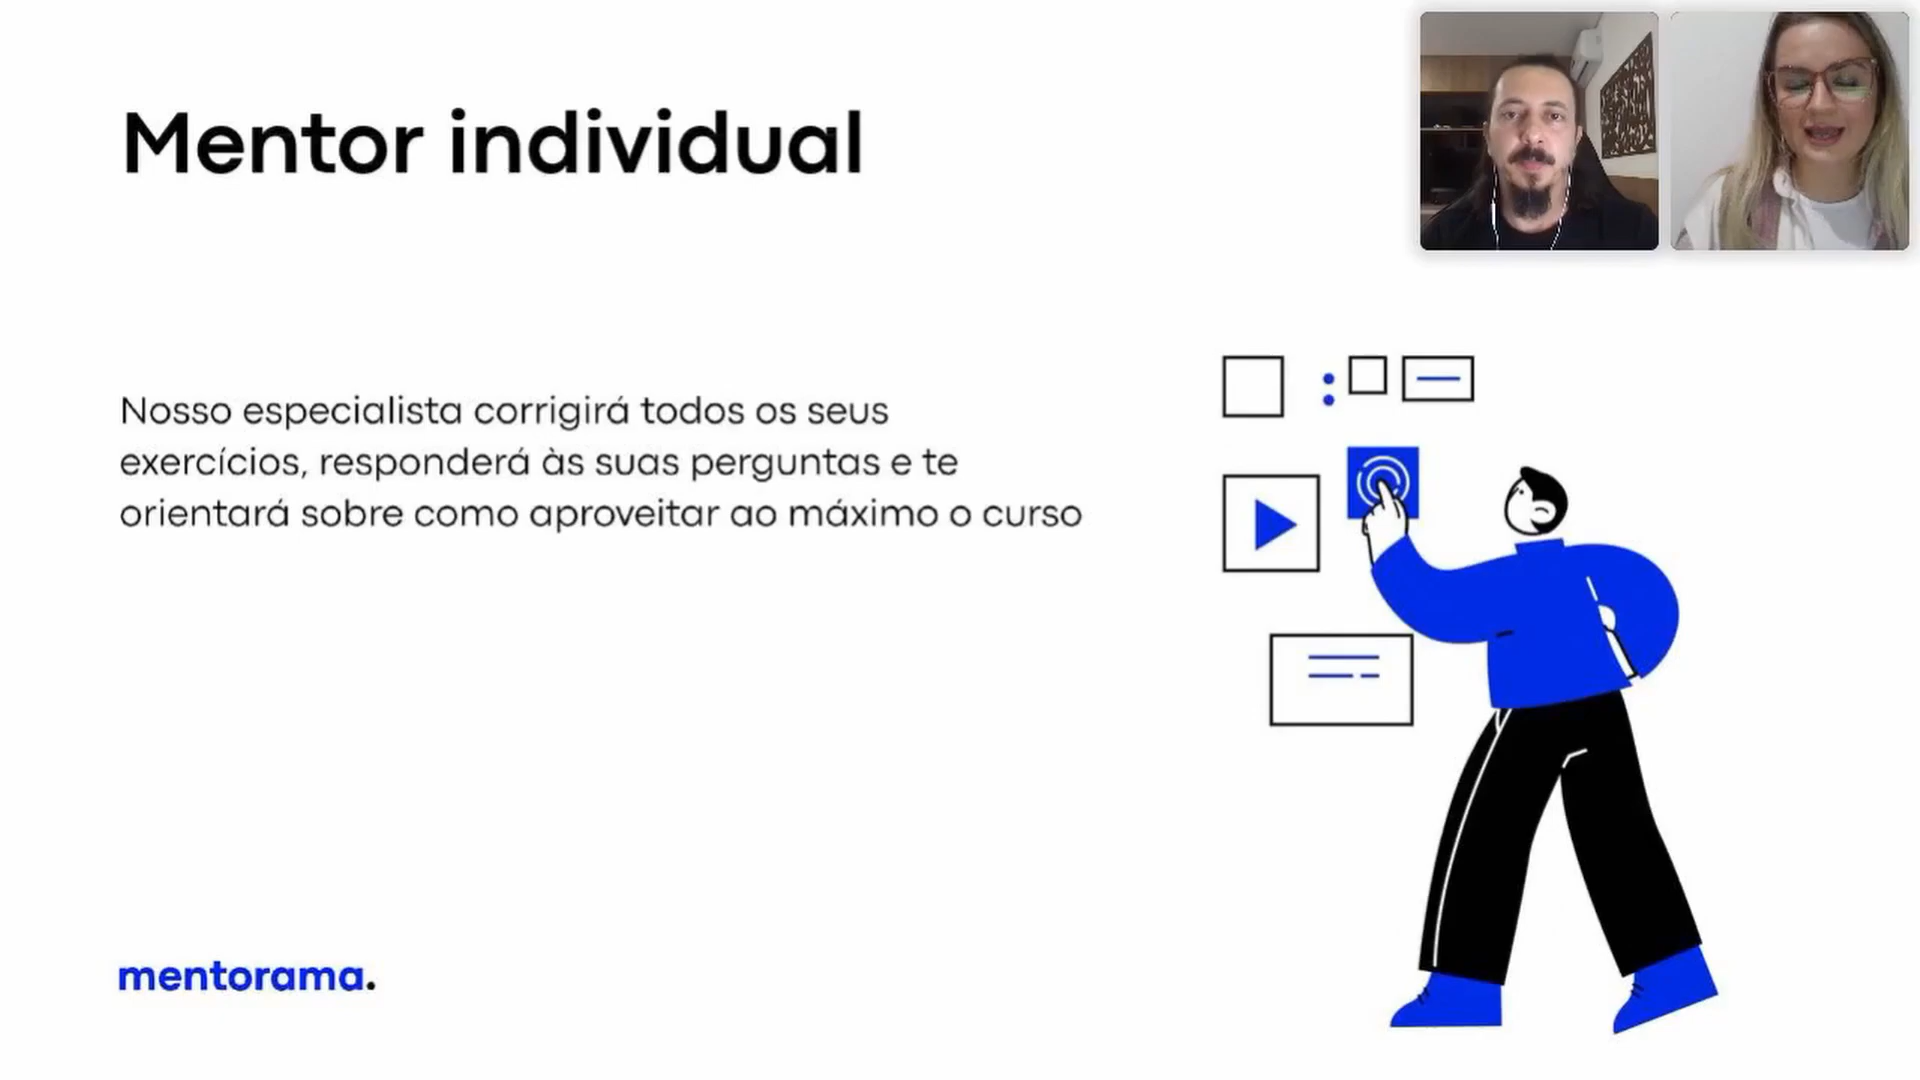 Mentor individual
Nosso especialista corrigirá todos os seus
exercícios, responderá às suas perguntas e te
orientará sobre como aproveitar ao máximo o curso
mentorama.